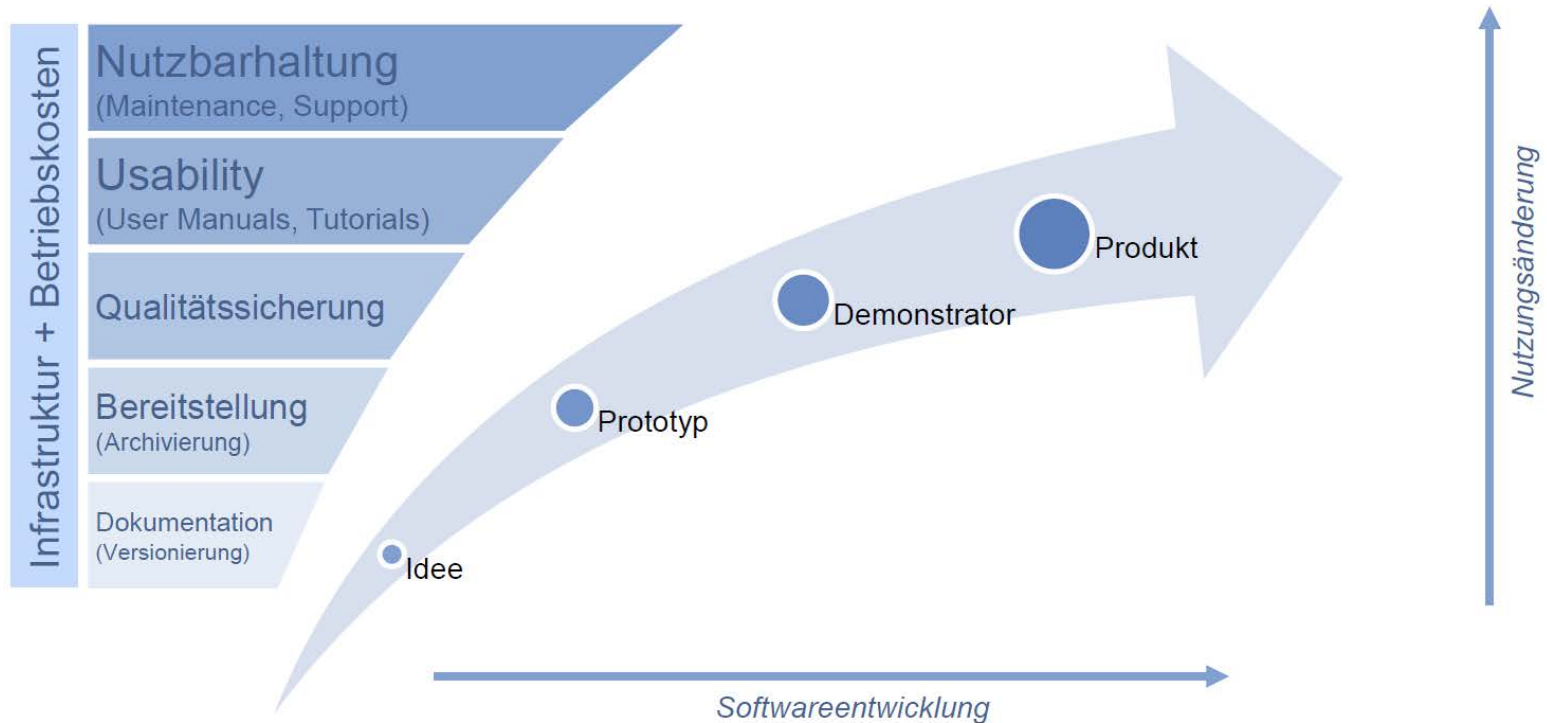 Infrastruktur + Betriebskosten
Nutzbarhaltung
(Maintenance, Support)
Usability
(User Manuals, Tutorials)
Qualitätssicherung
Bereitstellung
(Archivierung)
Dokumentation
(Versionierung)
Idee
Prototyp
Demonstrator
Produkt
Softwareentwicklung
Nutzungsänderung